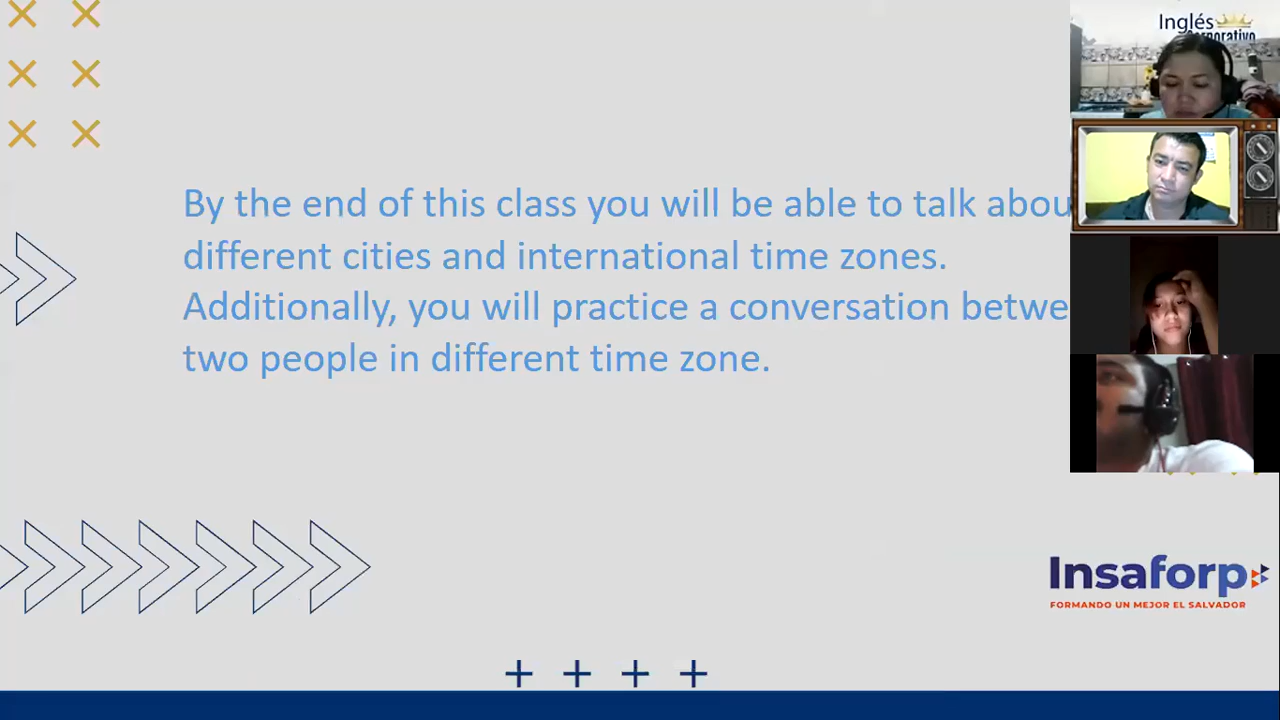 Inglés
Corporativo
By the end of this class you will be able to talk abou
different cities and international time zones.
Additionally, you will practice a conversation betwe
two people in different time zone.
Insaforp
FORMANDO UN MEJOR EL SALVADOR